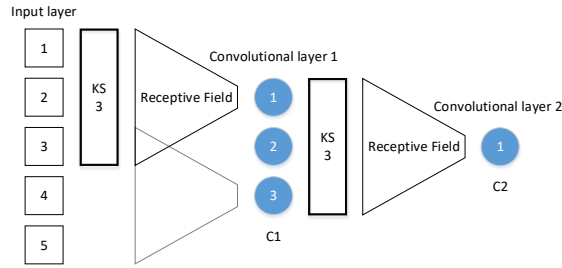 Input layer
1
2
3
4
5
KS
3
Receptive Field
Convolutional layer 1
1
2
3
C1
KS
3
Receptive Field
Convolutional layer 2
1
C2